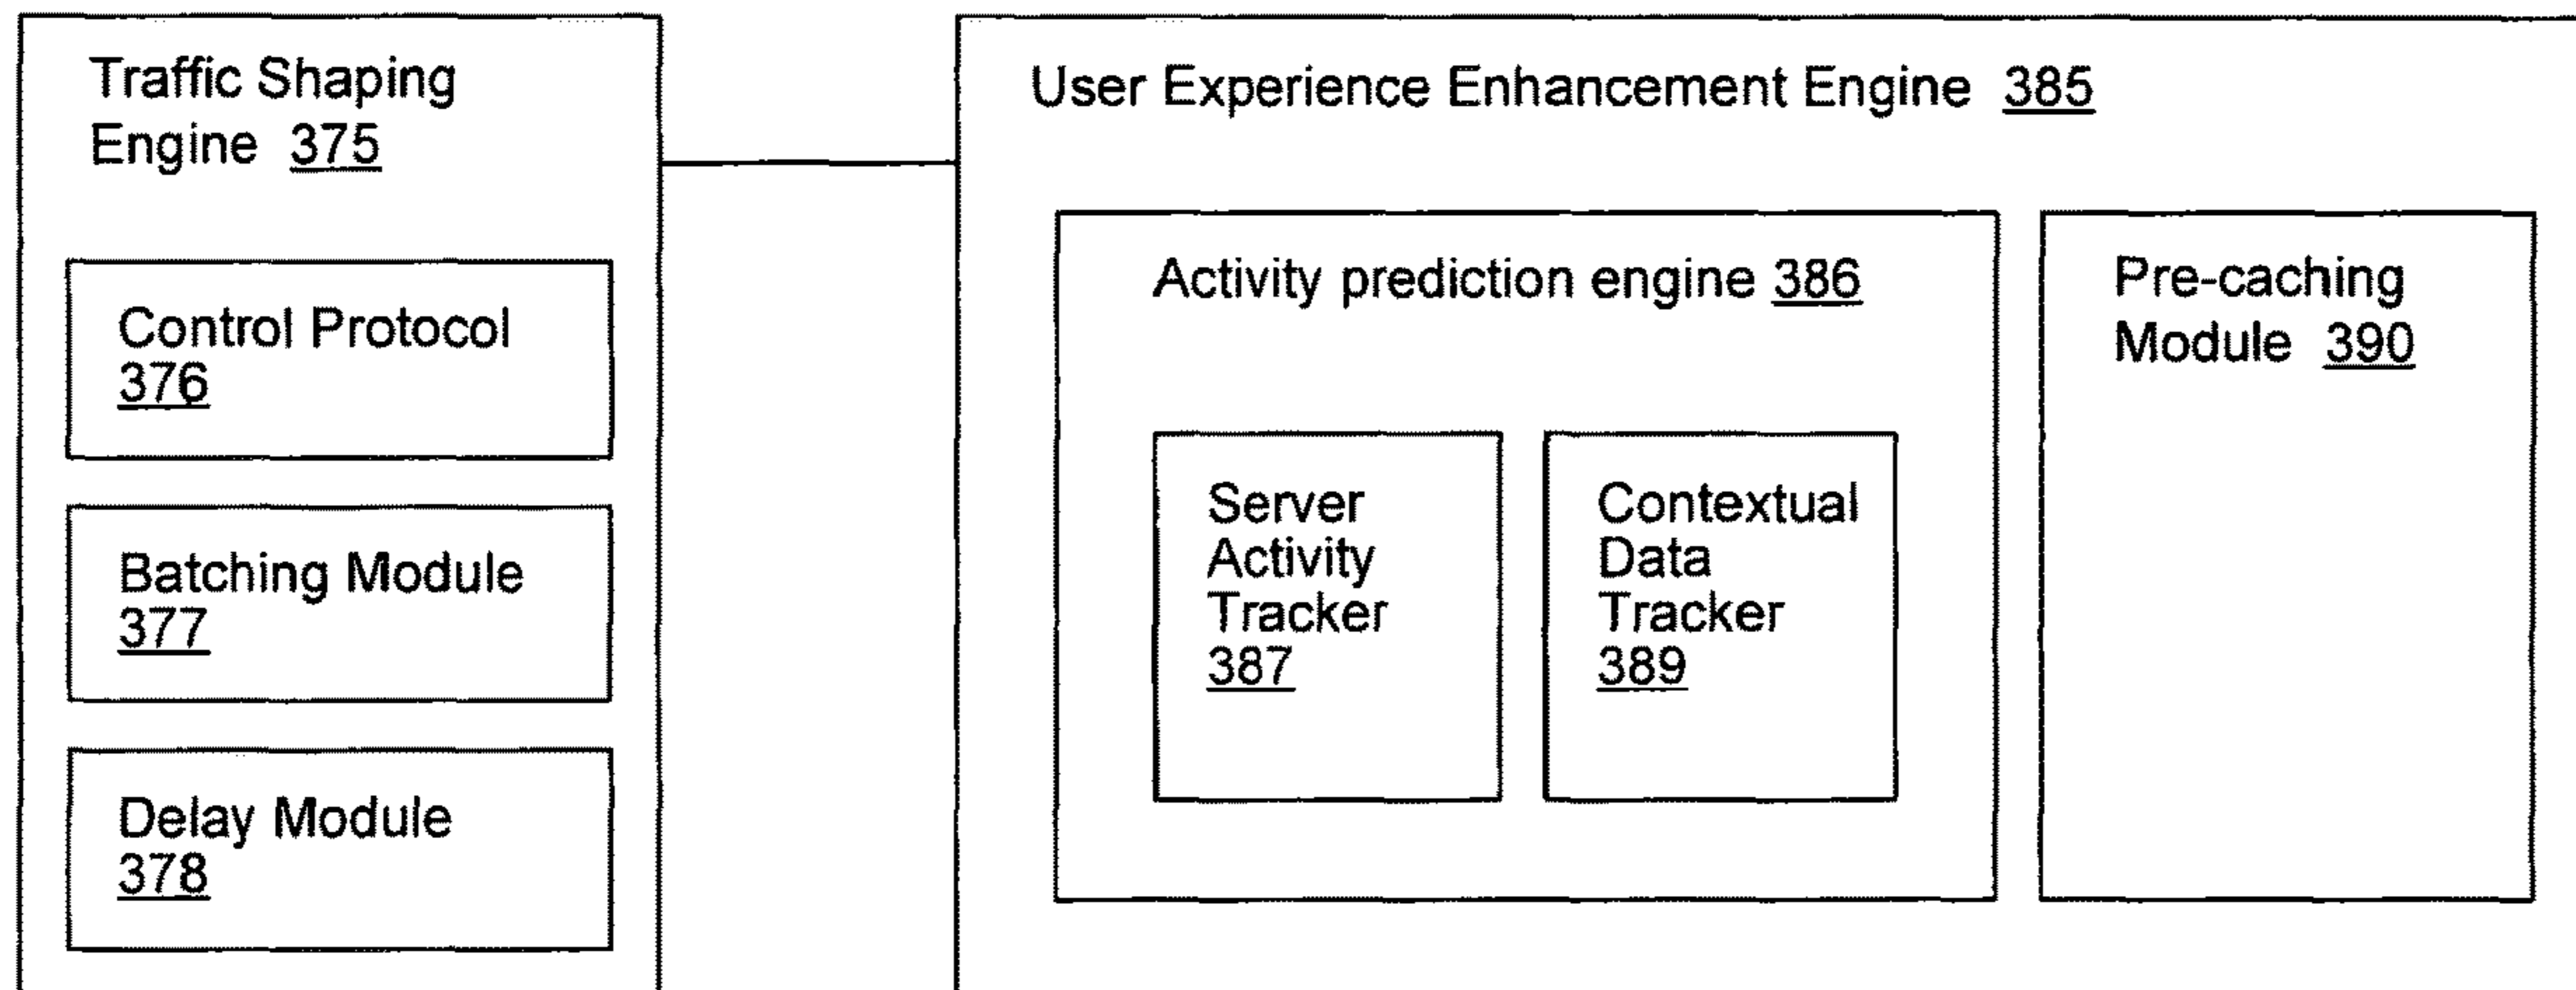 Traffic Shaping
Engine 375
Control Protocol
376
Batching Module
377
Delay Module
378
User Experience Enhancement Engine 385
Activity prediction engine 386
Server
Activity
Tracker
387
Contextual
Data
Tracker
389
Pre-caching
Module 390